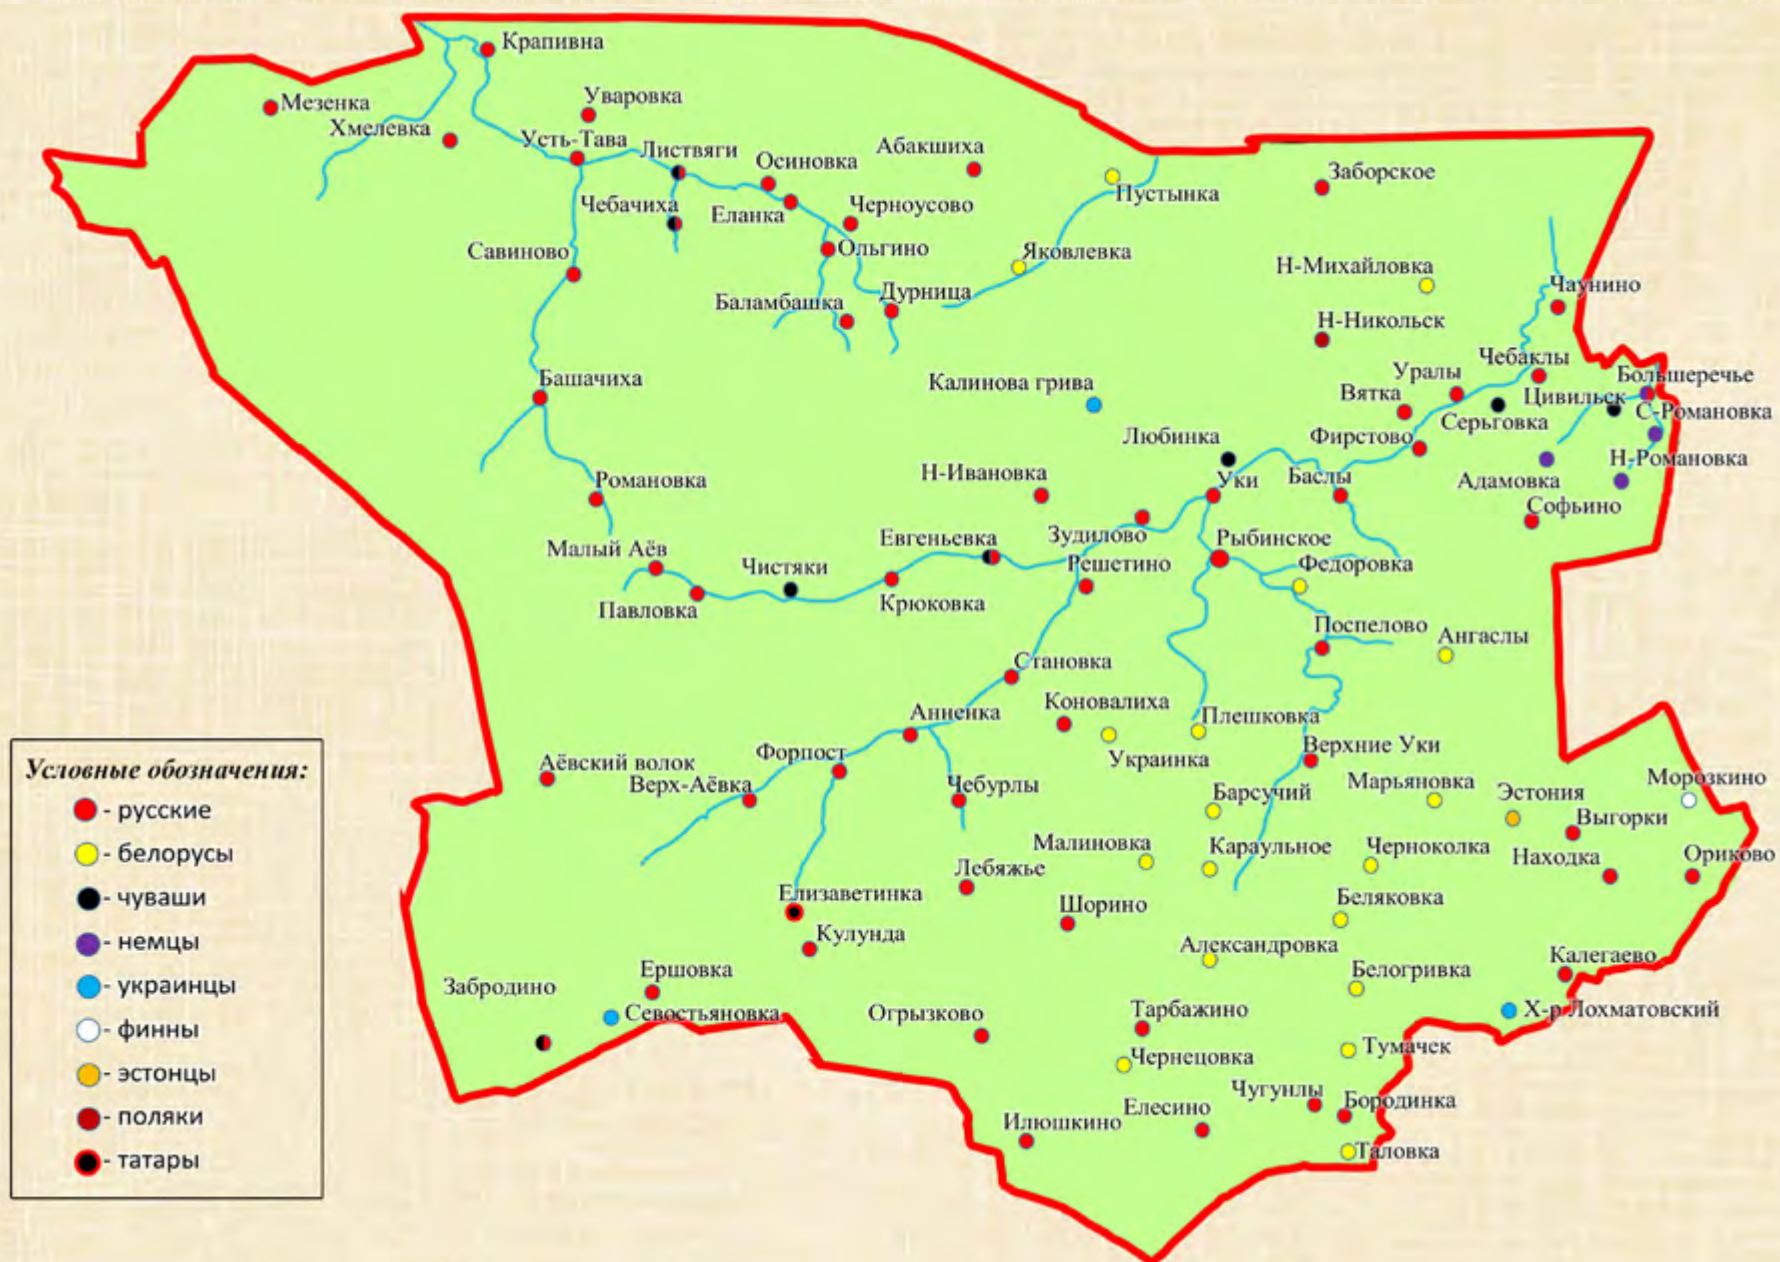 Крапивна
Мезенка
Уваровка
Хмелевка
Усть-Тава
Листвяги
Осиновка
Абакшиха
Пустынка
Заборское
Чебачиха
Еланка
Черноусово
Савиново
Ольгино
Яковлевка
Н-Михайловка
Чаунино
Баламбашка
Дурница
Н-Никольск
Башачиха
Калинова грива
Вятка
Уралы
Чебаклы
Большеречье
Цивильск
С-Романовка
Серьговка
Любинка
Фирстово
Н-Романовка
Романовка
Н-Ивановка
Уки
Баслы
Адамовка
Софьино
Малый Аёв
Чистяки
Евгеньевка
Зудилово
Рыбинское
Решетино
Федоровка
Павловка
Крюковка
Поспелово
Ангаслы
Становка
Коновалиха
Анненка
Плешковка
Украинка
Верхние Уки
Форпост
Аёвский волок
Верх-Аёвка
Чебурлы
Барсучий
Марьяновка
Эстония
Морозкино
Выгорки
Малиновка
Караульное
Черноколка
Находка
Ориково
Лебяжье
Елизаветинка
Шорино
Беляковка
Кулунда
Александровка
Калегаево
Ершовка
Белогривка
Забродино
Севостьяновка
Огрызково
Тарбажино
Х-р Лохматовский
Чернецовка
Тумачек
Чугунлы
Бородинка
Елесино
Илюшкино
Таловка
Условные обозначения:
- русские
- белорусы
- чуваши
- немцы
- украинцы
- финны
- эстонцы
- поляки
- татары